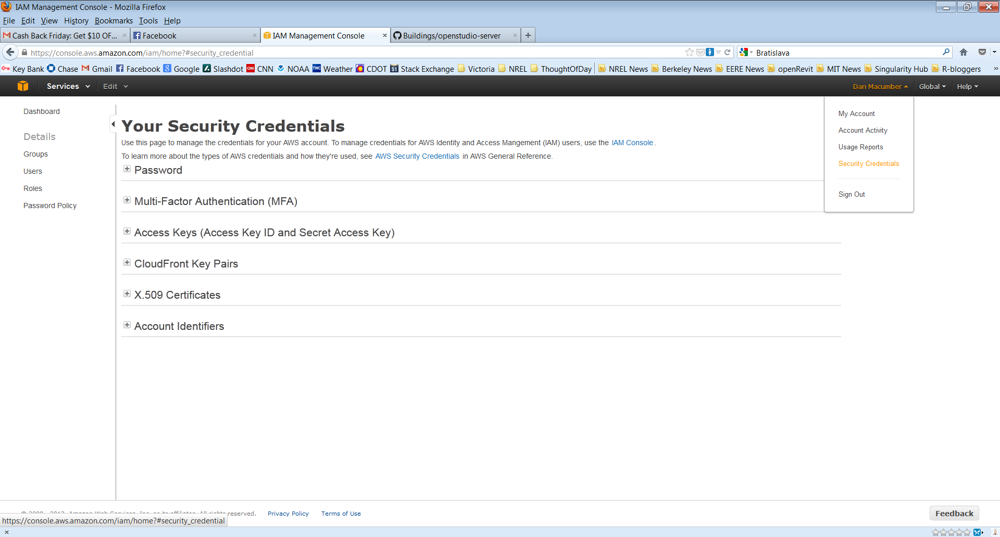 IAM Management Console - Mozilla Firefox
File Edit View History Bookmarks Tools Help
Cash Back Friday: Get $10 OF... Facebook IAM Management Console Buildings/openstudio-server
https://console.aws.amazon.com/iam/home?#security_credential Bratislava
Key Bank Chase Gmail Facebook Google Slashdot CNN NOAA Weather CDOT Stack Exchange Victoria NREL ThoughtOfDay NREL News Berkeley News EERE News openRevit MIT News Singularity Hub R-bloggers
Services Edit Dan Macumber Global Help
My Account
Account Activity
Usage Reports
Security Credentials
Sign Out
Dashboard
Details
Groups
Users
Roles
Password Policy
Your Security Credentials
Use this page to manage the credentials for your AWS account. To manage credentials for AWS Identity and Access Mangement (IAM) users, use the IAM Console.
To learn more about the types of AWS credentials and how they're used, see AWS Security Credentials in AWS General Reference.
Password
Multi-Factor Authentication (MFA)
Access Keys (Access Key ID and Secret Access Key)
CloudFront Key Pairs
X.509 Certificates
Account Identifiers
reserved. Privacy Policy Terms of Use Feedback
https://console.aws.amazon.com/iam/home?#security_credential